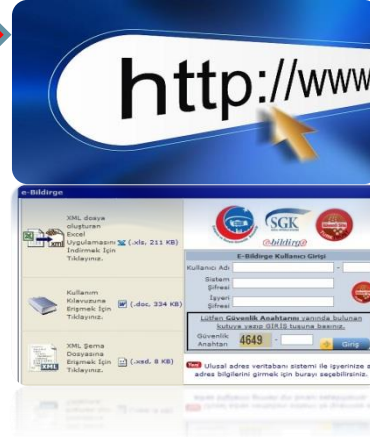 http://www
e-Bildirge
XML dosya
oluşturan
Excel
Uygulamasını (.xls, 211 KB)
İndirmek İçin
Tıklayınız.
Kullanım
Kılavuzuna (.doc, 334 KB)
Erişmek İçin
Tıklayınız.
XML Şema
Dosyasına (.xsd, 8 KB)
Erişmek İçin
Tıklayınız.
SGK
e-bildirge
E-Bildirge Kullanıcı Girişi
Kullanıcı Adı -
Sistem
Şifresi
İşyeri
Şifresi
Lütfen Güvenlik Anahtarını yanında bulunan
kutuya yazıp GİRİŞ tuşuna basınız.
Güvenlik
Anahtarı 4649 - Giriş
Ulusal adres veritabanı sistemi ile işyerinize a
adres bilgilerini girmek için burayı seçebilirsiniz.